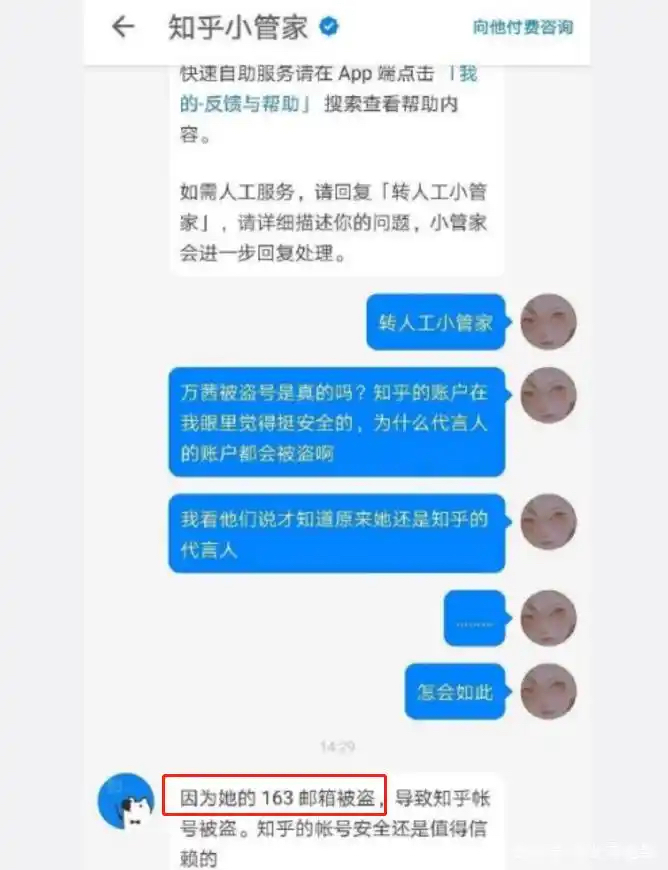 知乎小管家
向他付费咨询
快速自助服务请在 App 端点击 「我
的-反馈与帮助」 搜索查看帮助内
容。
如需人工服务，请回复「转人工小管
家」，请详细描述你的问题，小管家
会进一步回复处理。
转人工小管家
万茜被盗号是真的吗？知乎的账户在
我眼里觉得挺安全的，为什么代言人
的账户都会被盗啊
我看他们说才知道原来她还是知乎的
代言人
………
怎会如此
14:29
因为她的 163 邮箱被盗，导致知乎帐
号被盗。知乎的帐号安全还是值得信
赖的